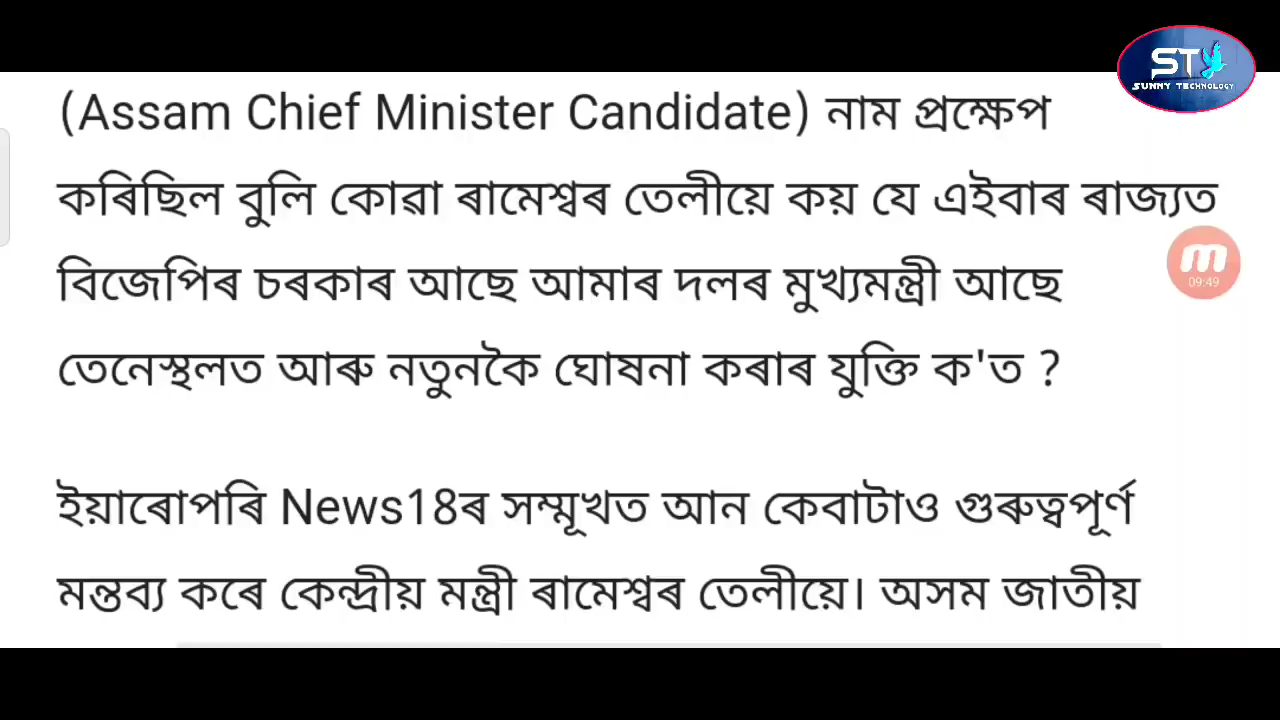 ST
SUNNY TECHNOLOGY
(Assam Chief Minister Candidate) নাম প্ৰক্ষেপ
কৰিছিল বুলি কোৱা ৰামেশ্বৰ তেলীয়ে কয় যে এইবাৰ ৰাজ্যত
09:49
বিজেপিৰ চৰকাৰ আছে আমাৰ দলৰ মুখ্যমন্ত্ৰী আছে
তেনেস্থলত আৰু নতুনকৈ ঘোষনা কৰাৰ যুক্তি ক'ত ?
ইয়াৰোপৰি News18ৰ সম্মূখত আন কেবাটাও গুৰুত্বপূৰ্ণ
মন্তব্য কৰে কেন্দ্ৰীয় মন্ত্ৰী ৰামেশ্বৰ তেলীয়ে। অসম জাতীয়